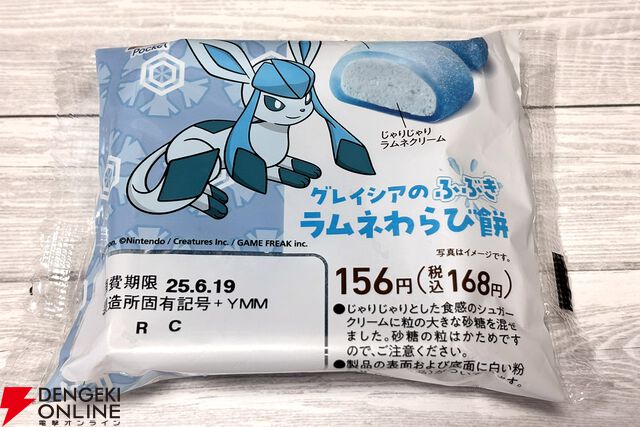 Pocket
じゃりじゃり
ラムネクリーム
グレイシアのふぶき
ラムネわらび餅
©Nintendo / Creatures Inc. / GAME FREAK inc.
写真はイメージです。
費期限 25.6.19
造所固有記号+YMM
R C
156円(税込168円)
●じゃりじゃりとした食感のシュガー
クリームに粒の大きな砂糖を混ぜ
ました。砂糖の粒はかためです
ので、ご注意ください。
●製品の表面および底面に白い粉
DENGEKI
ONLINE
電撃オンライン